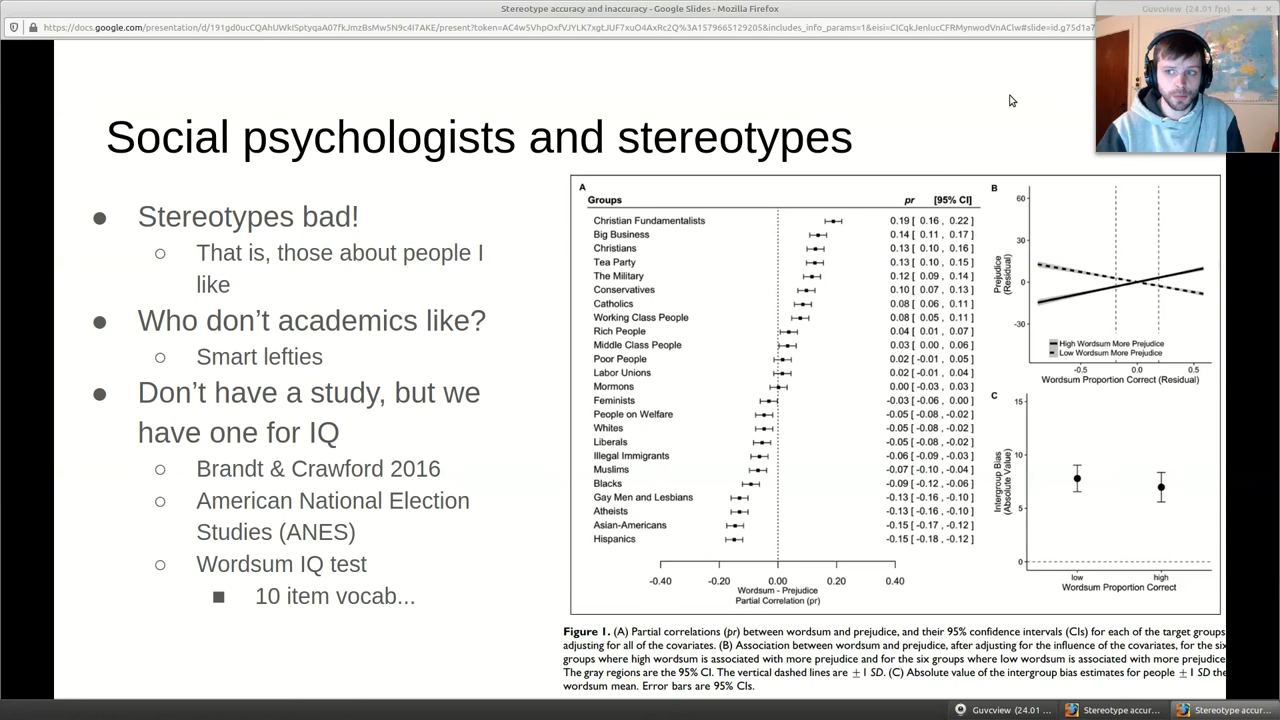 Stereotype accuracy and inaccuracy - Google Slides - Mozilla Firefox
Guvcview (24.01 fps)
Social psychologists and stereotypes
● Stereotypes bad!
○ That is, those about people I
like
● Who don't academics like?
○ Smart lefties
● Don't have a study, but we
have one for IQ
○ Brandt & Crawford 2016
○ American National Election
Studies (ANES)
○ Wordsum IQ test
■ 10 item vocab...
A
Groups pr [95% CI]
Christian Fundamentalists 0.19 [ 0.16 , 0.22 ]
Big Business 0.14 [ 0.11 , 0.17 ]
Christians 0.13 [ 0.10 , 0.16 ]
Tea Party 0.13 [ 0.10 , 0.15 ]
The Military 0.12 [ 0.09 , 0.14 ]
Conservatives 0.10 [ 0.07 , 0.13 ]
Catholics 0.08 [ 0.06 , 0.11 ]
Working Class People 0.08 [ 0.05 , 0.11 ]
Rich People 0.04 [ 0.01 , 0.07 ]
Middle Class People 0.03 [ 0.00 , 0.06 ]
Poor People 0.02 [ -0.01 , 0.05 ]
Labor Unions 0.02 [ -0.01 , 0.04 ]
Mormons 0.00 [ -0.03 , 0.03 ]
Feminists -0.03 [ -0.06 , 0.00 ]
People on Welfare -0.05 [ -0.08 , -0.02 ]
Whites -0.05 [ -0.08 , -0.02 ]
Liberals -0.05 [ -0.08 , -0.02 ]
Illegal Immigrants -0.06 [ -0.09 , -0.03 ]
Muslims -0.07 [ -0.10 , -0.04 ]
Blacks -0.09 [ -0.12 , -0.06 ]
Gay Men and Lesbians -0.13 [ -0.16 , -0.10 ]
Atheists -0.13 [ -0.16 , -0.10 ]
Asian-Americans -0.15 [ -0.17 , -0.12 ]
Hispanics -0.15 [ -0.18 , -0.12 ]
-0.40 -0.20 0.00 0.20 0.40
Wordsum - Prejudice
Partial Correlation (pr)
B
60
30
0
-30
Prejudice
(Residual)
High Wordsum More Prejudice
Low Wordsum More Prejudice
-0.5 0.0 0.5
Wordsum Proportion Correct (Residual)
C
15
10
5
0
Intergroup Bias
(Absolute Value)
low high
Wordsum Proportion Correct
Figure 1. (A) Partial correlations (pr) between wordsum and prejudice, and their 95% confidence intervals (CIs) for each of the target groups
adjusting for all of the covariates. (B) Association between wordsum and prejudice, after adjusting for the influence of the covariates, for the six
groups where high wordsum is associated with more prejudice and for the six groups where low wordsum is associated with more prejudice
The gray regions are the 95% CI. The vertical dashed lines are ±1 SD. (C) Absolute value of the intergroup bias estimates for people ±1 SD the
wordsum mean. Error bars are 95% CIs.
Guvcview (24.01 ...
Stereotype accur...
Stereotype accur...